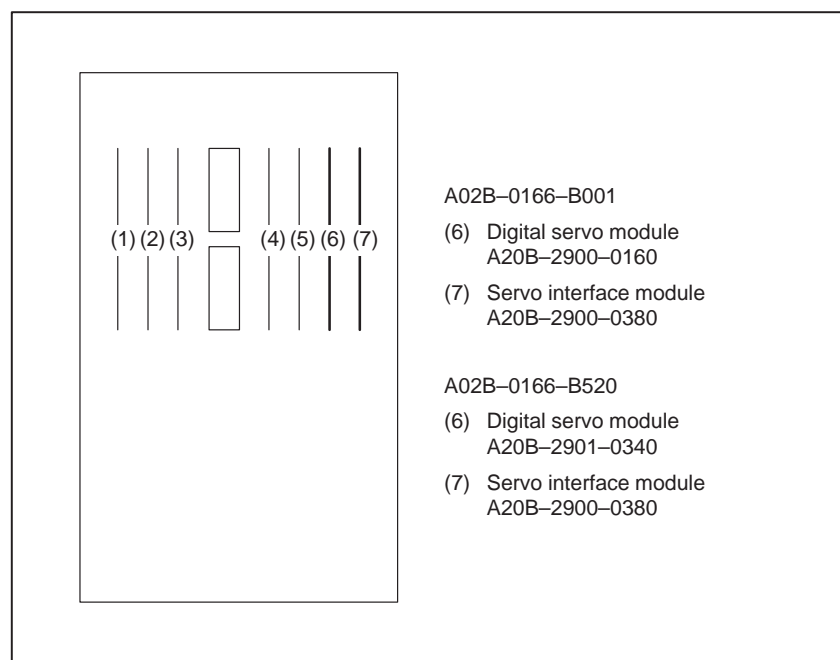 (1) (2) (3) (4) (5) (6) (7)
A02B–0166–B001
(6) Digital servo module
A20B–2900–0160
(7) Servo interface module
A20B–2900–0380
A02B–0166–B520
(6) Digital servo module
A20B–2901–0340
(7) Servo interface module
A20B–2900–0380